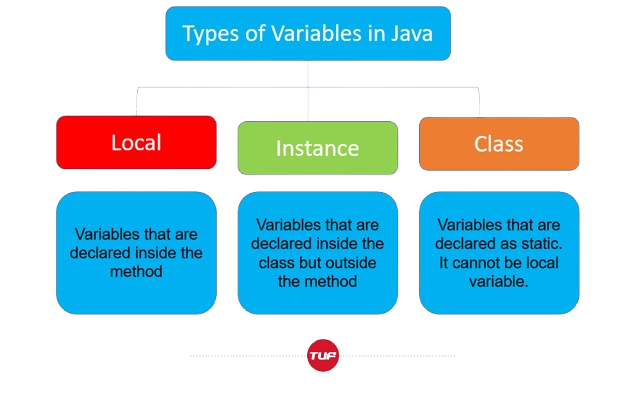 Types of Variables in Java
Local
Instance
Class
Variables that are
declared inside the
method
Variables that are
declared inside the
class but outside
the method
Variables that are
declared as static.
It cannot be local
variable.
TUF